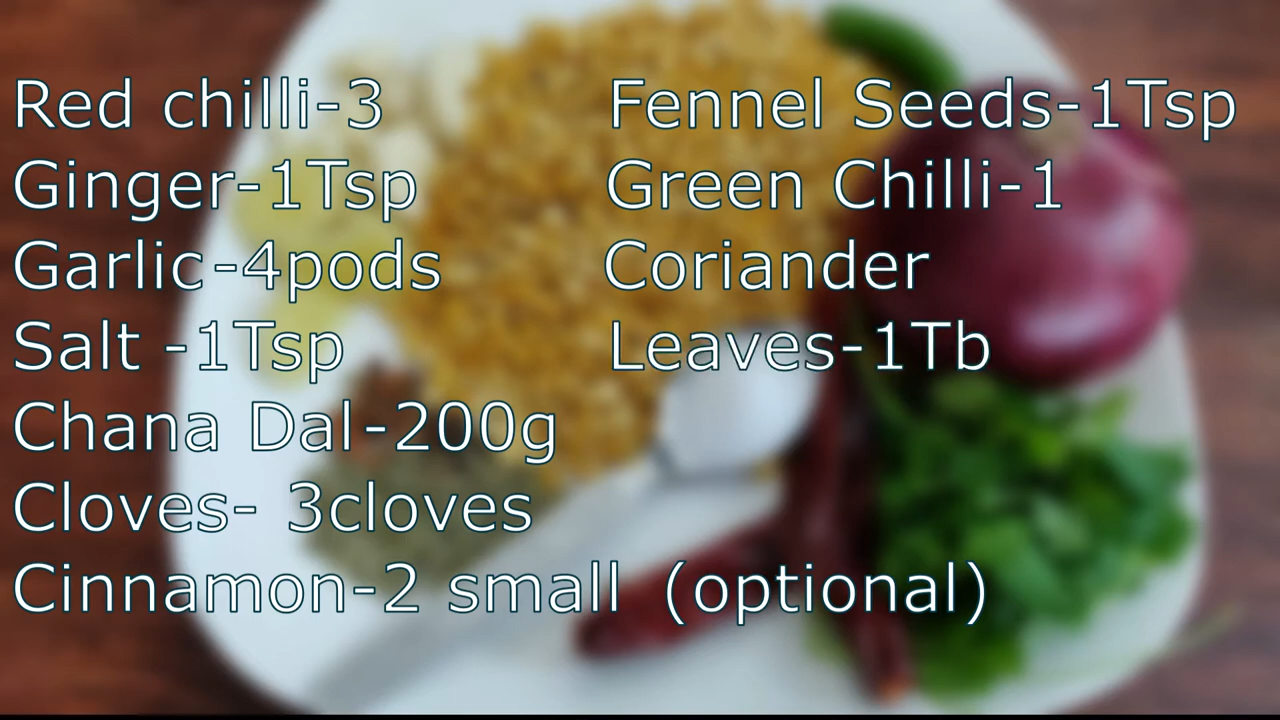 Red chilli-3
Ginger-1Tsp
Garlic-4pods
Salt -1Tsp
Chana Dal-200g
Cloves- 3cloves
Cinnamon-2 small (optional)
Fennel Seeds-1Tsp
Green Chilli-1
Coriander
Leaves-1Tb